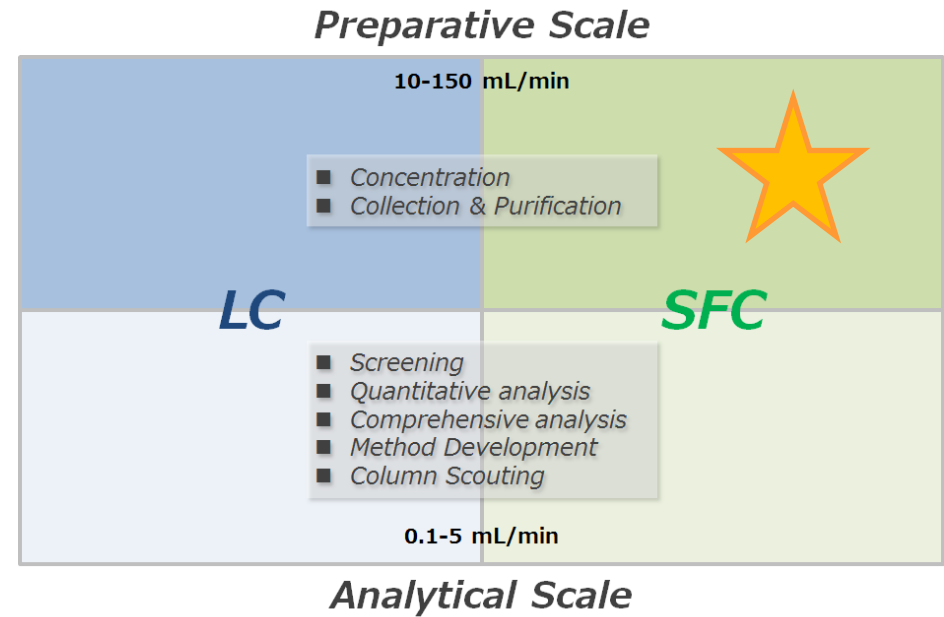 Preparative Scale
10-150 mL/min
■ Concentration
■ Collection & Purification
LC
SFC
■ Screening
■ Quantitative analysis
■ Comprehensive analysis
■ Method Development
■ Column Scouting
0.1-5 mL/min
Analytical Scale